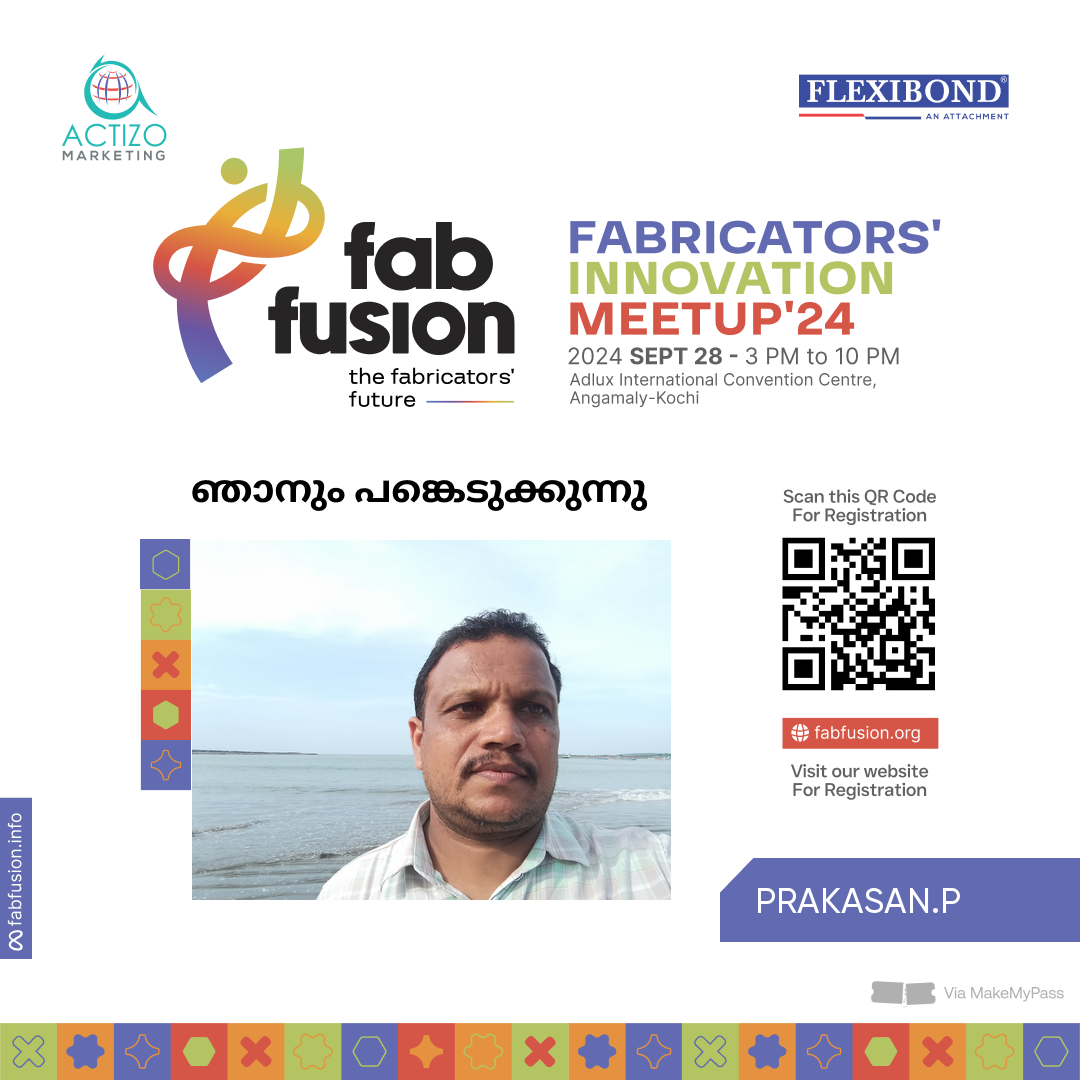 ACTIZO
MARKETING
FLEXIBOND®
AN ATTACHMENT
fab
fusion
the fabricators'
future
FABRICATORS'
INNOVATION
MEETUP'24
2024 SEPT 28 - 3 PM to 10 PM
Adlux International Convention Centre,
Angamaly-Kochi
ഞാനും പങ്കെടുക്കുന്നു
Scan this QR Code
For Registration
fabfusion.org
Visit our website
For Registration
fabfusion.info
PRAKASAN.P
Via MakeMyPass